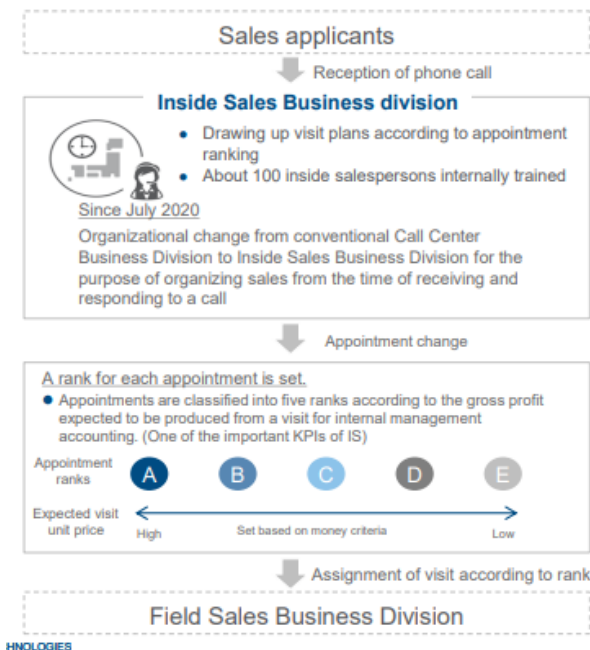 Sales applicants
Reception of phone call
Inside Sales Business division
● Drawing up visit plans according to appointment
ranking
● About 100 inside salespersons internally trained
Since July 2020
Organizational change from conventional Call Center
Business Division to Inside Sales Business Division for the
purpose of organizing sales from the time of receiving and
responding to a call
Appointment change
A rank for each appointment is set.
● Appointments are classified into five ranks according to the gross profit
expected to be produced from a visit for internal management
accounting. (One of the important KPIs of IS)
Appointment
ranks
A B C D E
Expected visit
unit price
High Set based on money criteria Low
Assignment of visit according to rank
Field Sales Business Division
HNOLOGIES